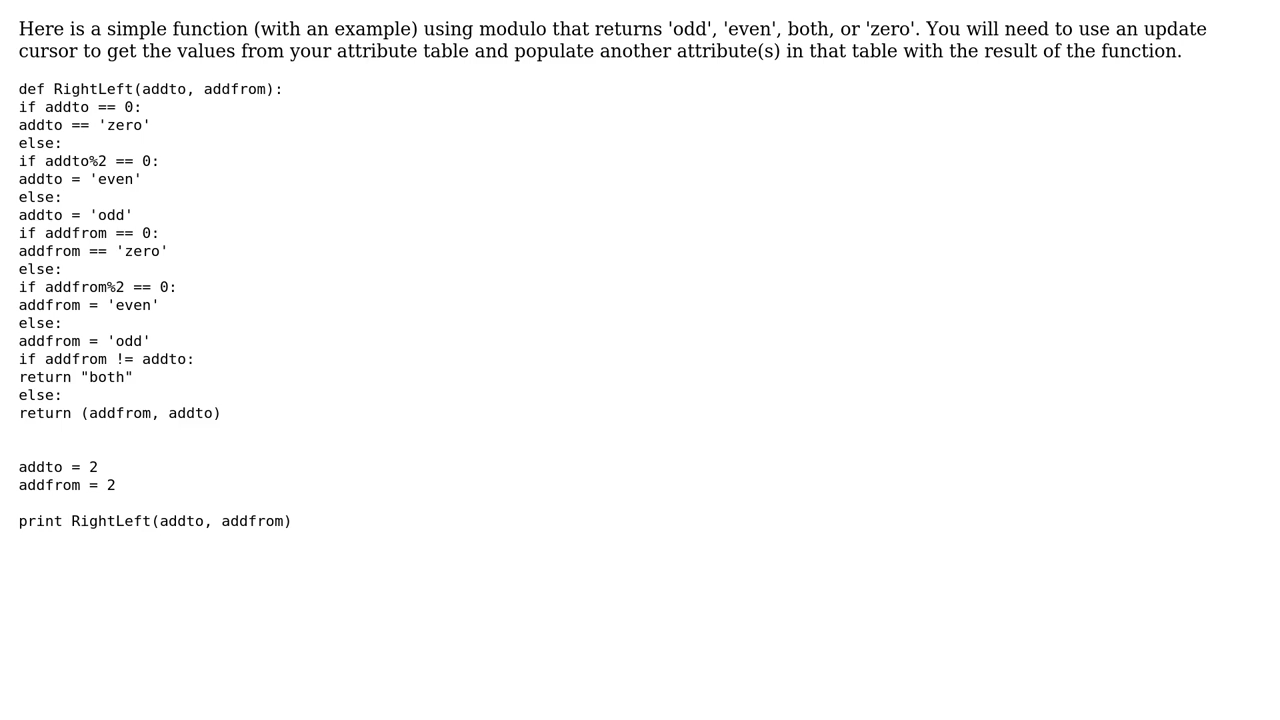 Here is a simple function (with an example) using modulo that returns 'odd', 'even', both, or 'zero'. You will need to use an update
cursor to get the values from your attribute table and populate another attribute(s) in that table with the result of the function.
def RightLeft(addto, addfrom):
if addto == 0:
addto == 'zero'
else:
if addto%2 == 0:
addto = 'even'
else:
addto = 'odd'
if addfrom == 0:
addfrom == 'zero'
else:
if addfrom%2 == 0:
addfrom = 'even'
else:
addfrom = 'odd'
if addfrom != addto:
return "both"
else:
return (addfrom, addto)
addto = 2
addfrom = 2
print RightLeft(addto, addfrom)